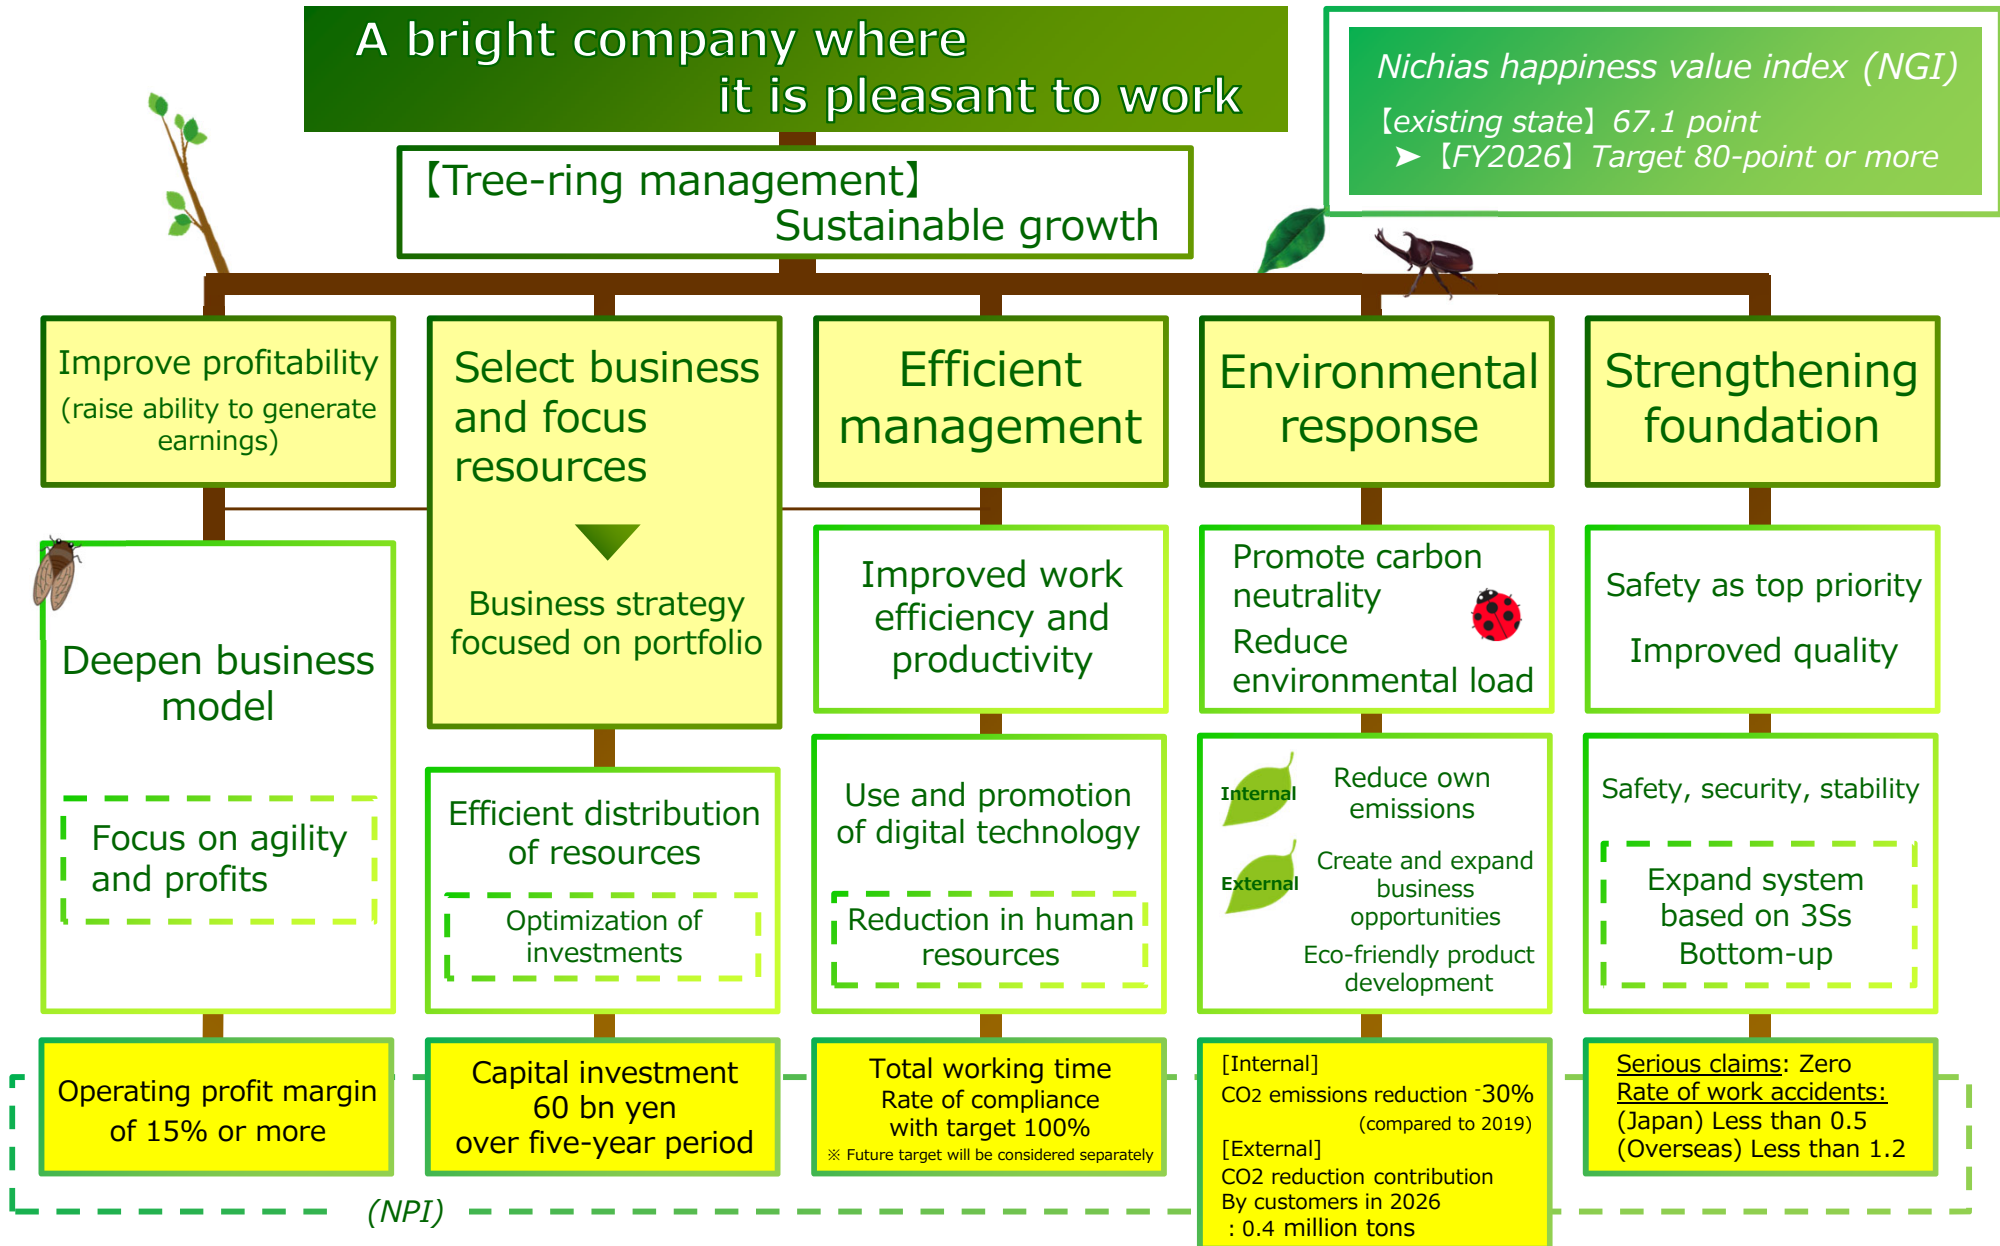 A bright company where
it is pleasant to work
Nichias happiness value index (NGI)
【existing state】67.1 point
➤【FY2026】Target 80-point or more
【Tree-ring management】
Sustainable growth
Improve profitability
(raise ability to generate
earnings)
Deepen business
model
Focus on agility
and profits
Operating profit margin
of 15% or more
Select business
and focus
resources
Business strategy
focused on portfolio
Efficient distribution
of resources
Optimization of
investments
Capital investment
60 bn yen
over five-year period
Efficient
management
Improved work
efficiency and
productivity
Use and promotion
of digital technology
Reduction in human
resources
Total working time
Rate of compliance
with target 100%
※ Future target will be considered separately
Environmental
response
Promote carbon
neutrality
Reduce
environmental load
Internal
Reduce own
emissions
External
Create and expand
business
opportunities
Eco-friendly product
development
[Internal]
CO2 emissions reduction -30%
(compared to 2019)
[External]
CO2 reduction contribution
By customers in 2026
: 0.4 million tons
Strengthening
foundation
Safety as top priority
Improved quality
Safety, security, stability
Expand system
based on 3Ss
Bottom-up
Serious claims: Zero
Rate of work accidents:
(Japan) Less than 0.5
(Overseas) Less than 1.2
(NPI)